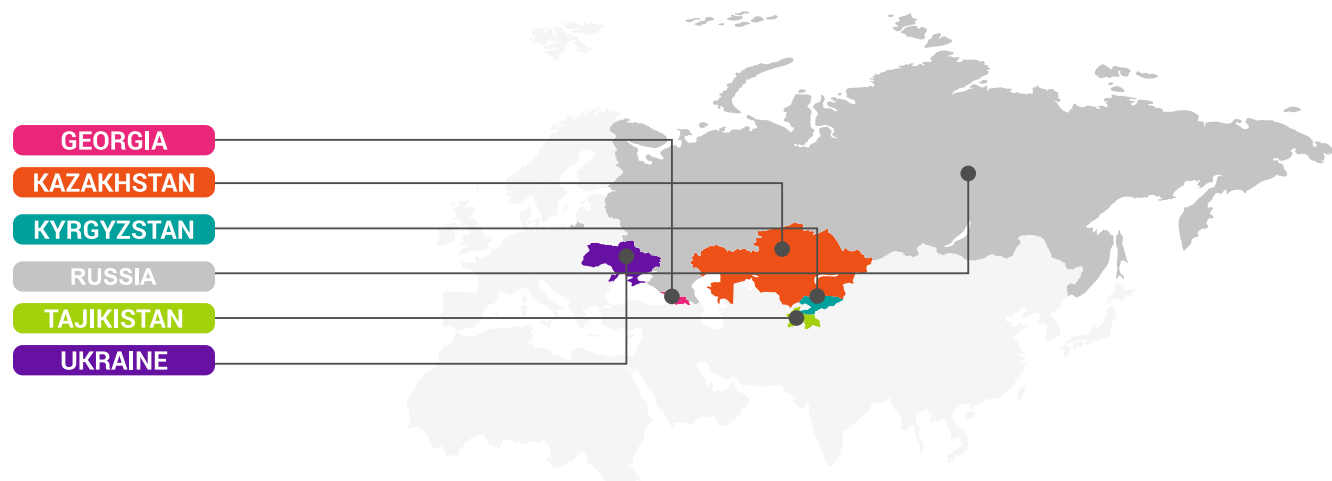 GEORGIA
KAZAKHSTAN
KYRGYZSTAN
RUSSIA
TAJIKISTAN
UKRAINE